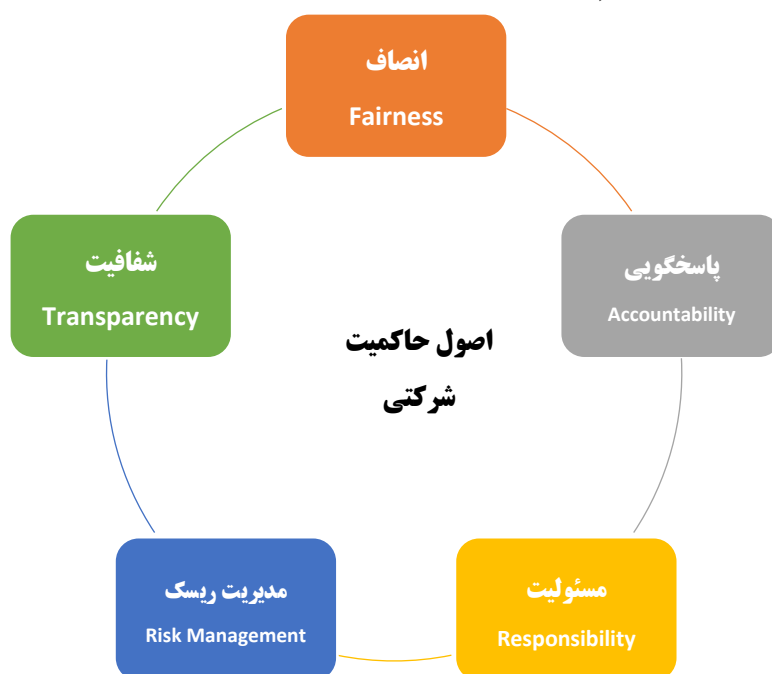 انصاف
Fairness
شفافیت
Transparency
پاسخگویی
Accountability
اصول حاکمیت
شرکتی
مدیریت ریسک
Risk Management
مسئولیت
Responsibility